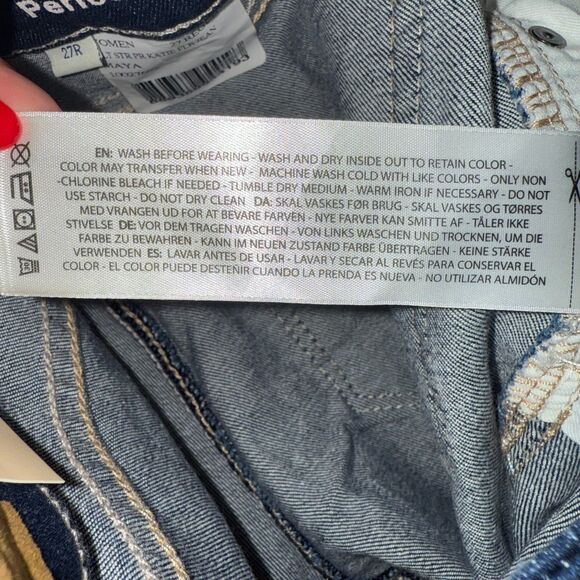 27R
OMEN 27 REG
MAYA
EN: WASH BEFORE WEARING - WASH AND DRY INSIDE OUT TO RETAIN COLOR -
COLOR MAY TRANSFER WHEN NEW - MACHINE WASH COLD WITH LIKE COLORS - ONLY NON
-CHLORINE BLEACH IF NEEDED - TUMBLE DRY MEDIUM - WARM IRON IF NECESSARY - DO NOT
USE STARCH - DO NOT DRY CLEAN DA: SKAL VASKES FØR BRUG - SKAL VASKES OG TØRRES
MED VRANGEN UD FOR AT BEVARE FARVEN - NYE FARVER KAN SMITTE AF - TÅLER IKKE
STIVELSE DE: VOR DEM TRAGEN WASCHEN - VON LINKS WASCHEN UND TROCKNEN, UM DIE
FARBE ZU BEWAHREN - KANN IM NEUEN ZUSTAND FARBE ÜBERTRAGEN - KEINE STÄRKE
VERWENDEN ES: LAVAR ANTES DE USAR - LAVAR Y SECAR AL REVÉS PARA CONSERVAR EL
COLOR - EL COLOR PUEDE DESTEÑIR CUANDO LA PRENDA ES NUEVA - NO UTILIZAR ALMIDÓN